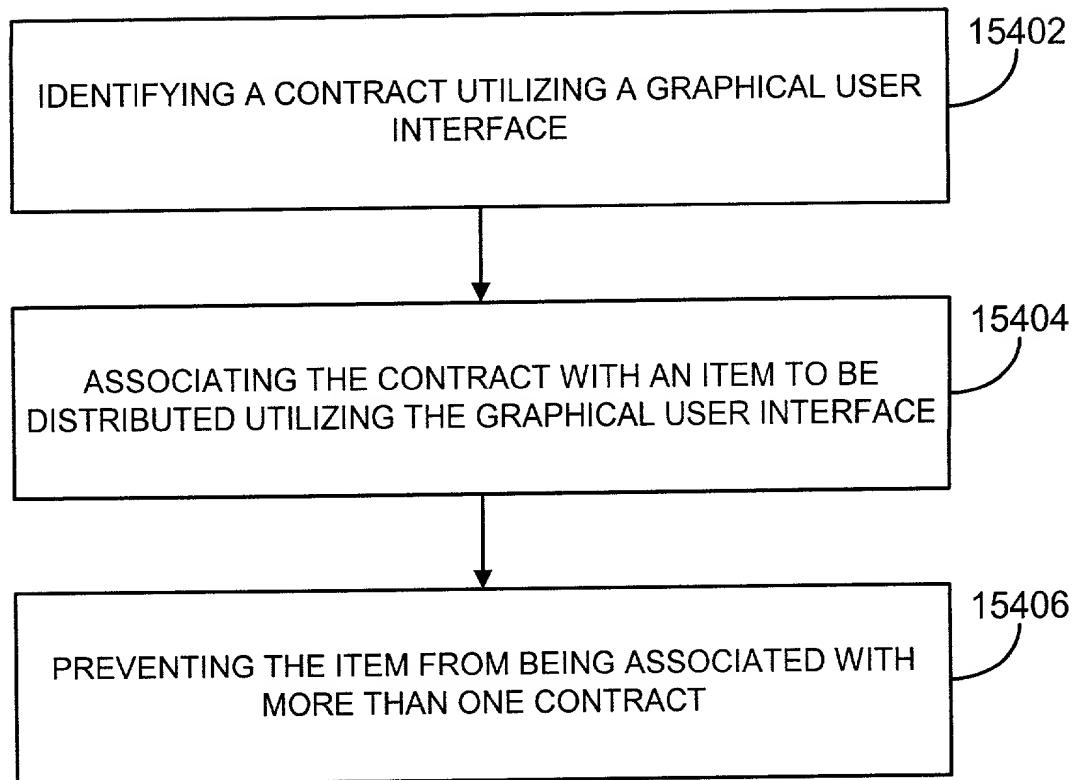 15402
IDENTIFYING A CONTRACT UTILIZING A GRAPHICAL USER
INTERFACE
15404
ASSOCIATING THE CONTRACT WITH AN ITEM TO BE
DISTRIBUTED UTILIZING THE GRAPHICAL USER INTERFACE
15406
PREVENTING THE ITEM FROM BEING ASSOCIATED WITH
MORE THAN ONE CONTRACT